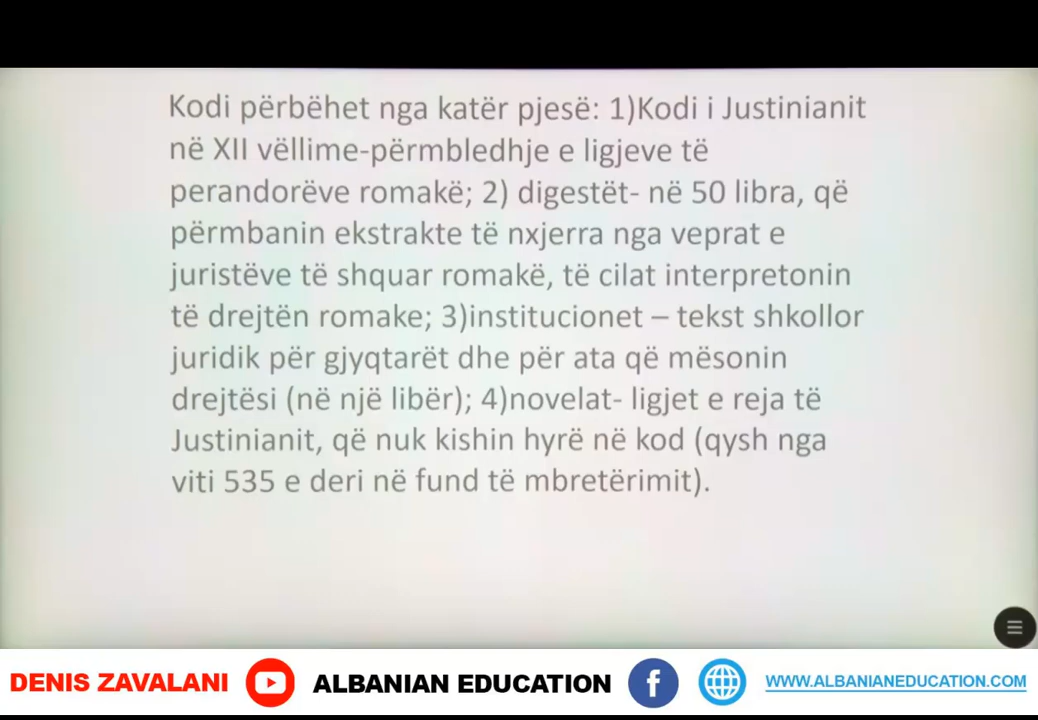 Kodi përbëhet nga katër pjesë: 1)Kodi i Justinianit
në XII vëllime-përmbledhje e ligjeve të
perandorëve romakë; 2) digestët- në 50 libra, që
përmbanin ekstrakte të nxjerra nga veprat e
juristëve të shquar romakë, të cilat interpretonin
të drejtën romake; 3)institucionet – tekst shkollor
juridik për gjyqtarët dhe për ata që mësonin
drejtësi (në një libër); 4)novelat- ligjet e reja të
Justinianit, që nuk kishin hyrë në kod (qysh nga
viti 535 e deri në fund të mbretërimit).
DENIS ZAVALANI ALBANIAN EDUCATION f WWW.ALBANIANEDUCATION.COM